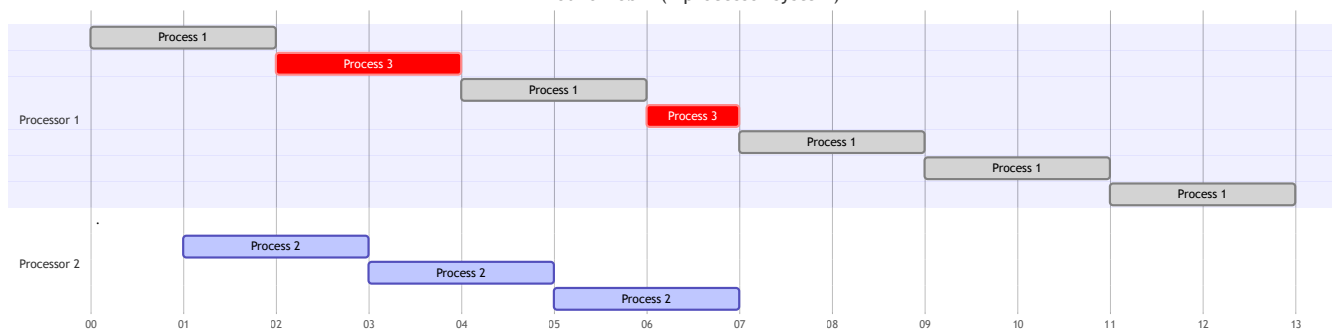 Process 1
Process 3
Process 1
Processor 1
Process 3
Process 1
Process 1
Process 1
.
Process 2
Processor 2
Process 2
Process 2
00 01 02 03 04 05 06 07 08 09 10 11 12 13